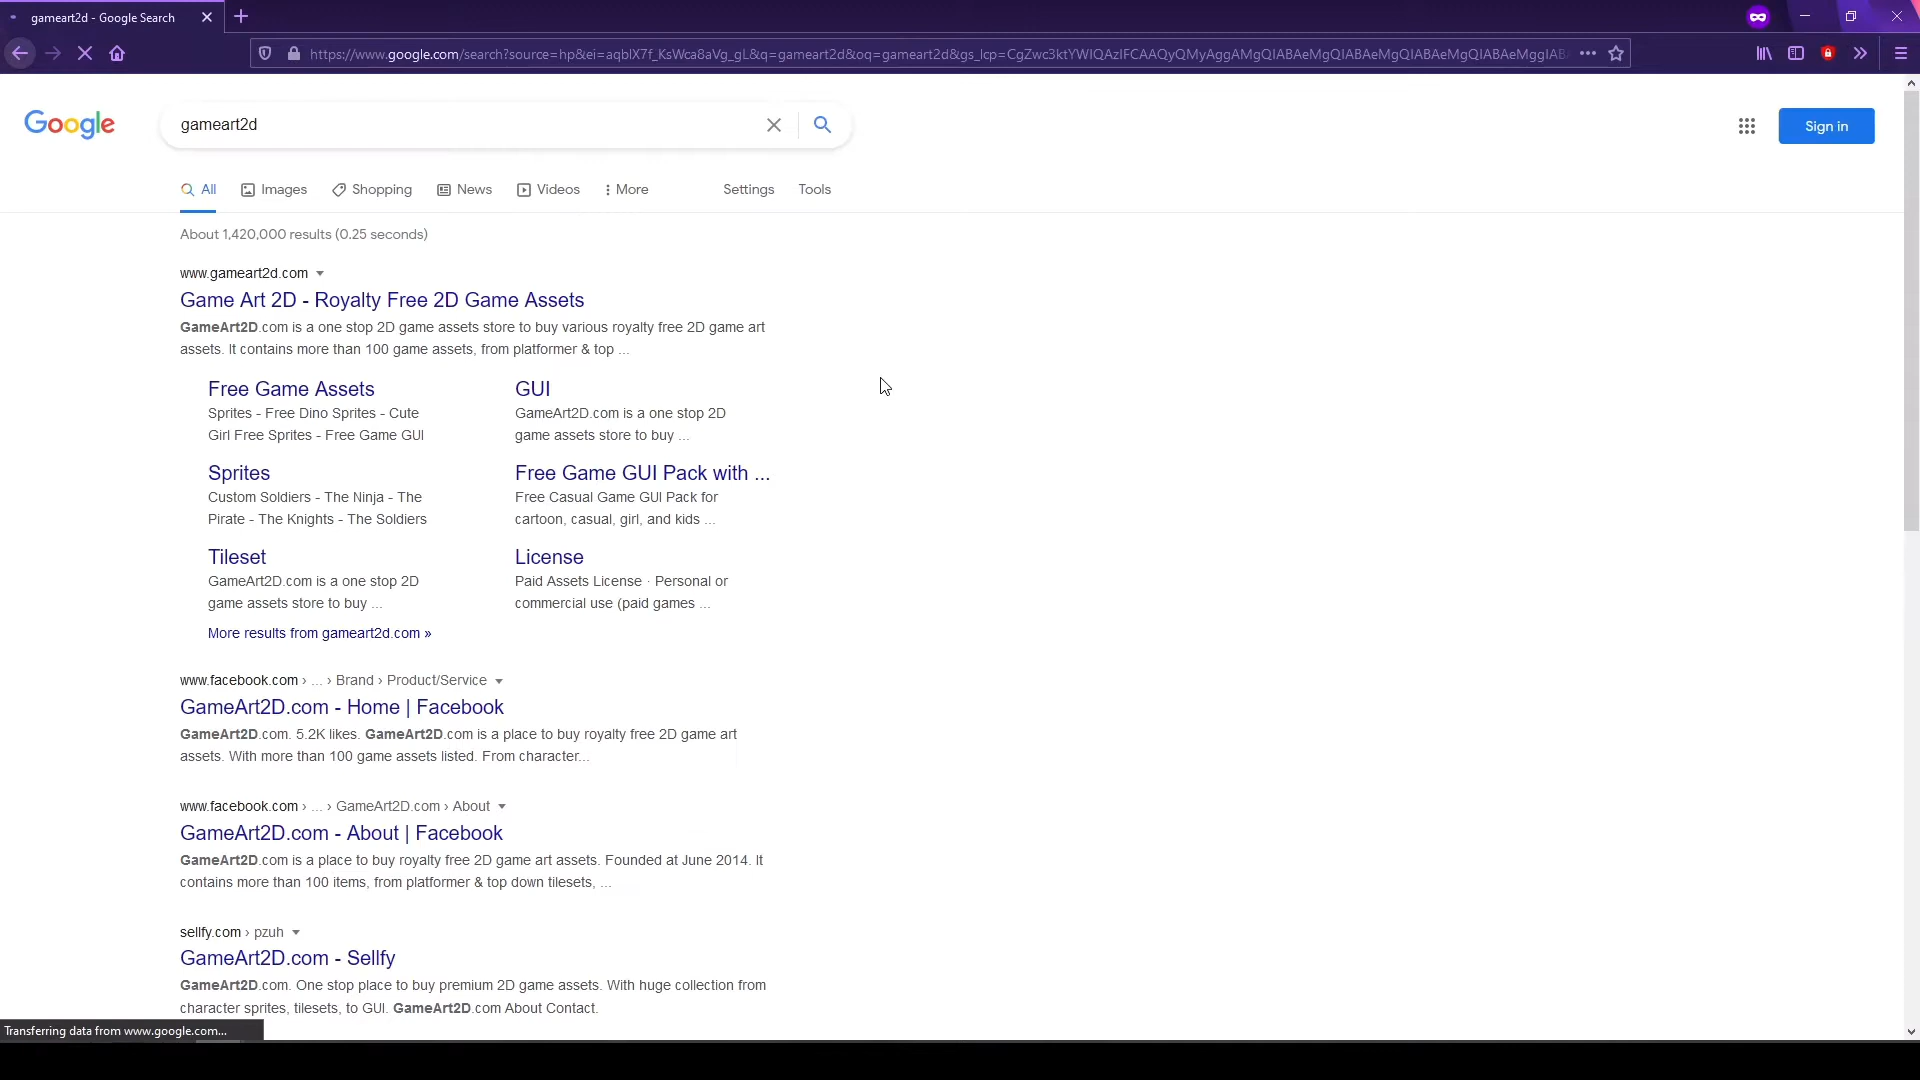 gameart2d - Google Search
https://www.google.com/search?source=hp&ei=aqblX7f_KsWca8aVg_gL&q=gameart2d&oq=gameart2d&gs_lcp=CgZwc3ktYWIQAzIFCAAQyQMyAggAMgQIABAeMgQIABAeMgQIABAeMgQIABAeMggIAB
Google
gameart2d
Sign in
All Images Shopping News Videos More Settings Tools
About 1,420,000 results (0.25 seconds)
www.gameart2d.com
Game Art 2D - Royalty Free 2D Game Assets
GameArt2D.com is a one stop 2D game assets store to buy various royalty free 2D game art
assets. It contains more than 100 game assets, from platformer & top ...
Free Game Assets
Sprites - Free Dino Sprites - Cute
Girl Free Sprites - Free Game GUI
GUI
GameArt2D.com is a one stop 2D
game assets store to buy ...
Sprites
Custom Soldiers - The Ninja - The
Pirate - The Knights - The Soldiers
Free Game GUI Pack with ...
Free Casual Game GUI Pack for
cartoon, casual, girl, and kids ...
Tileset
GameArt2D.com is a one stop 2D
game assets store to buy ...
License
Paid Assets License · Personal or
commercial use (paid games ...
More results from gameart2d.com »
www.facebook.com › ... › Brand › Product/Service
GameArt2D.com - Home | Facebook
GameArt2D.com. 5.2K likes. GameArt2D.com is a place to buy royalty free 2D game art
assets. With more than 100 game assets listed. From character...
www.facebook.com › ... › GameArt2D.com › About
GameArt2D.com - About | Facebook
GameArt2D.com is a place to buy royalty free 2D game art assets. Founded at June 2014. It
contains more than 100 items, from platformer & top down tilesets, ...
sellfy.com › pzuh
GameArt2D.com - Sellfy
GameArt2D.com. One stop place to buy premium 2D game assets. With huge collection from
character sprites, tilesets, to GUI. GameArt2D.com About Contact.
Transferring data from www.google.com...